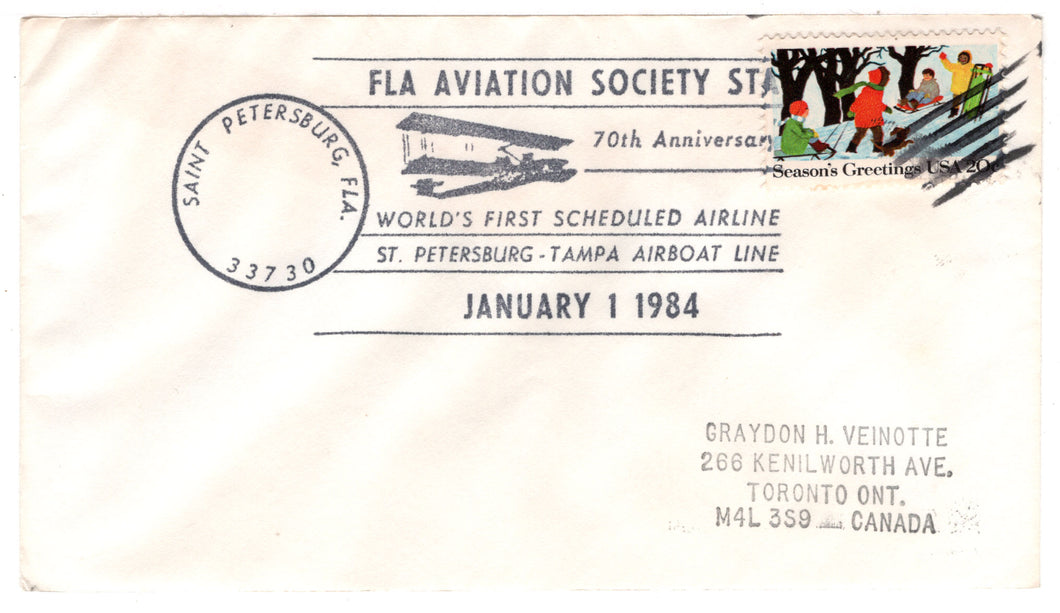 FLA AVIATION SOCIETY STA
SAINT PETERSBURG, FLA.
33730
70th Anniversary
WORLD'S FIRST SCHEDULED AIRLINE
ST. PETERSBURG - TAMPA AIRBOAT LINE
JANUARY 1 1984
Season's Greetings USA 20c
GRAYDON H. VEINOTTE
266 KENILWORTH AVE.
TORONTO ONT.
M4L 3S9 CANADA